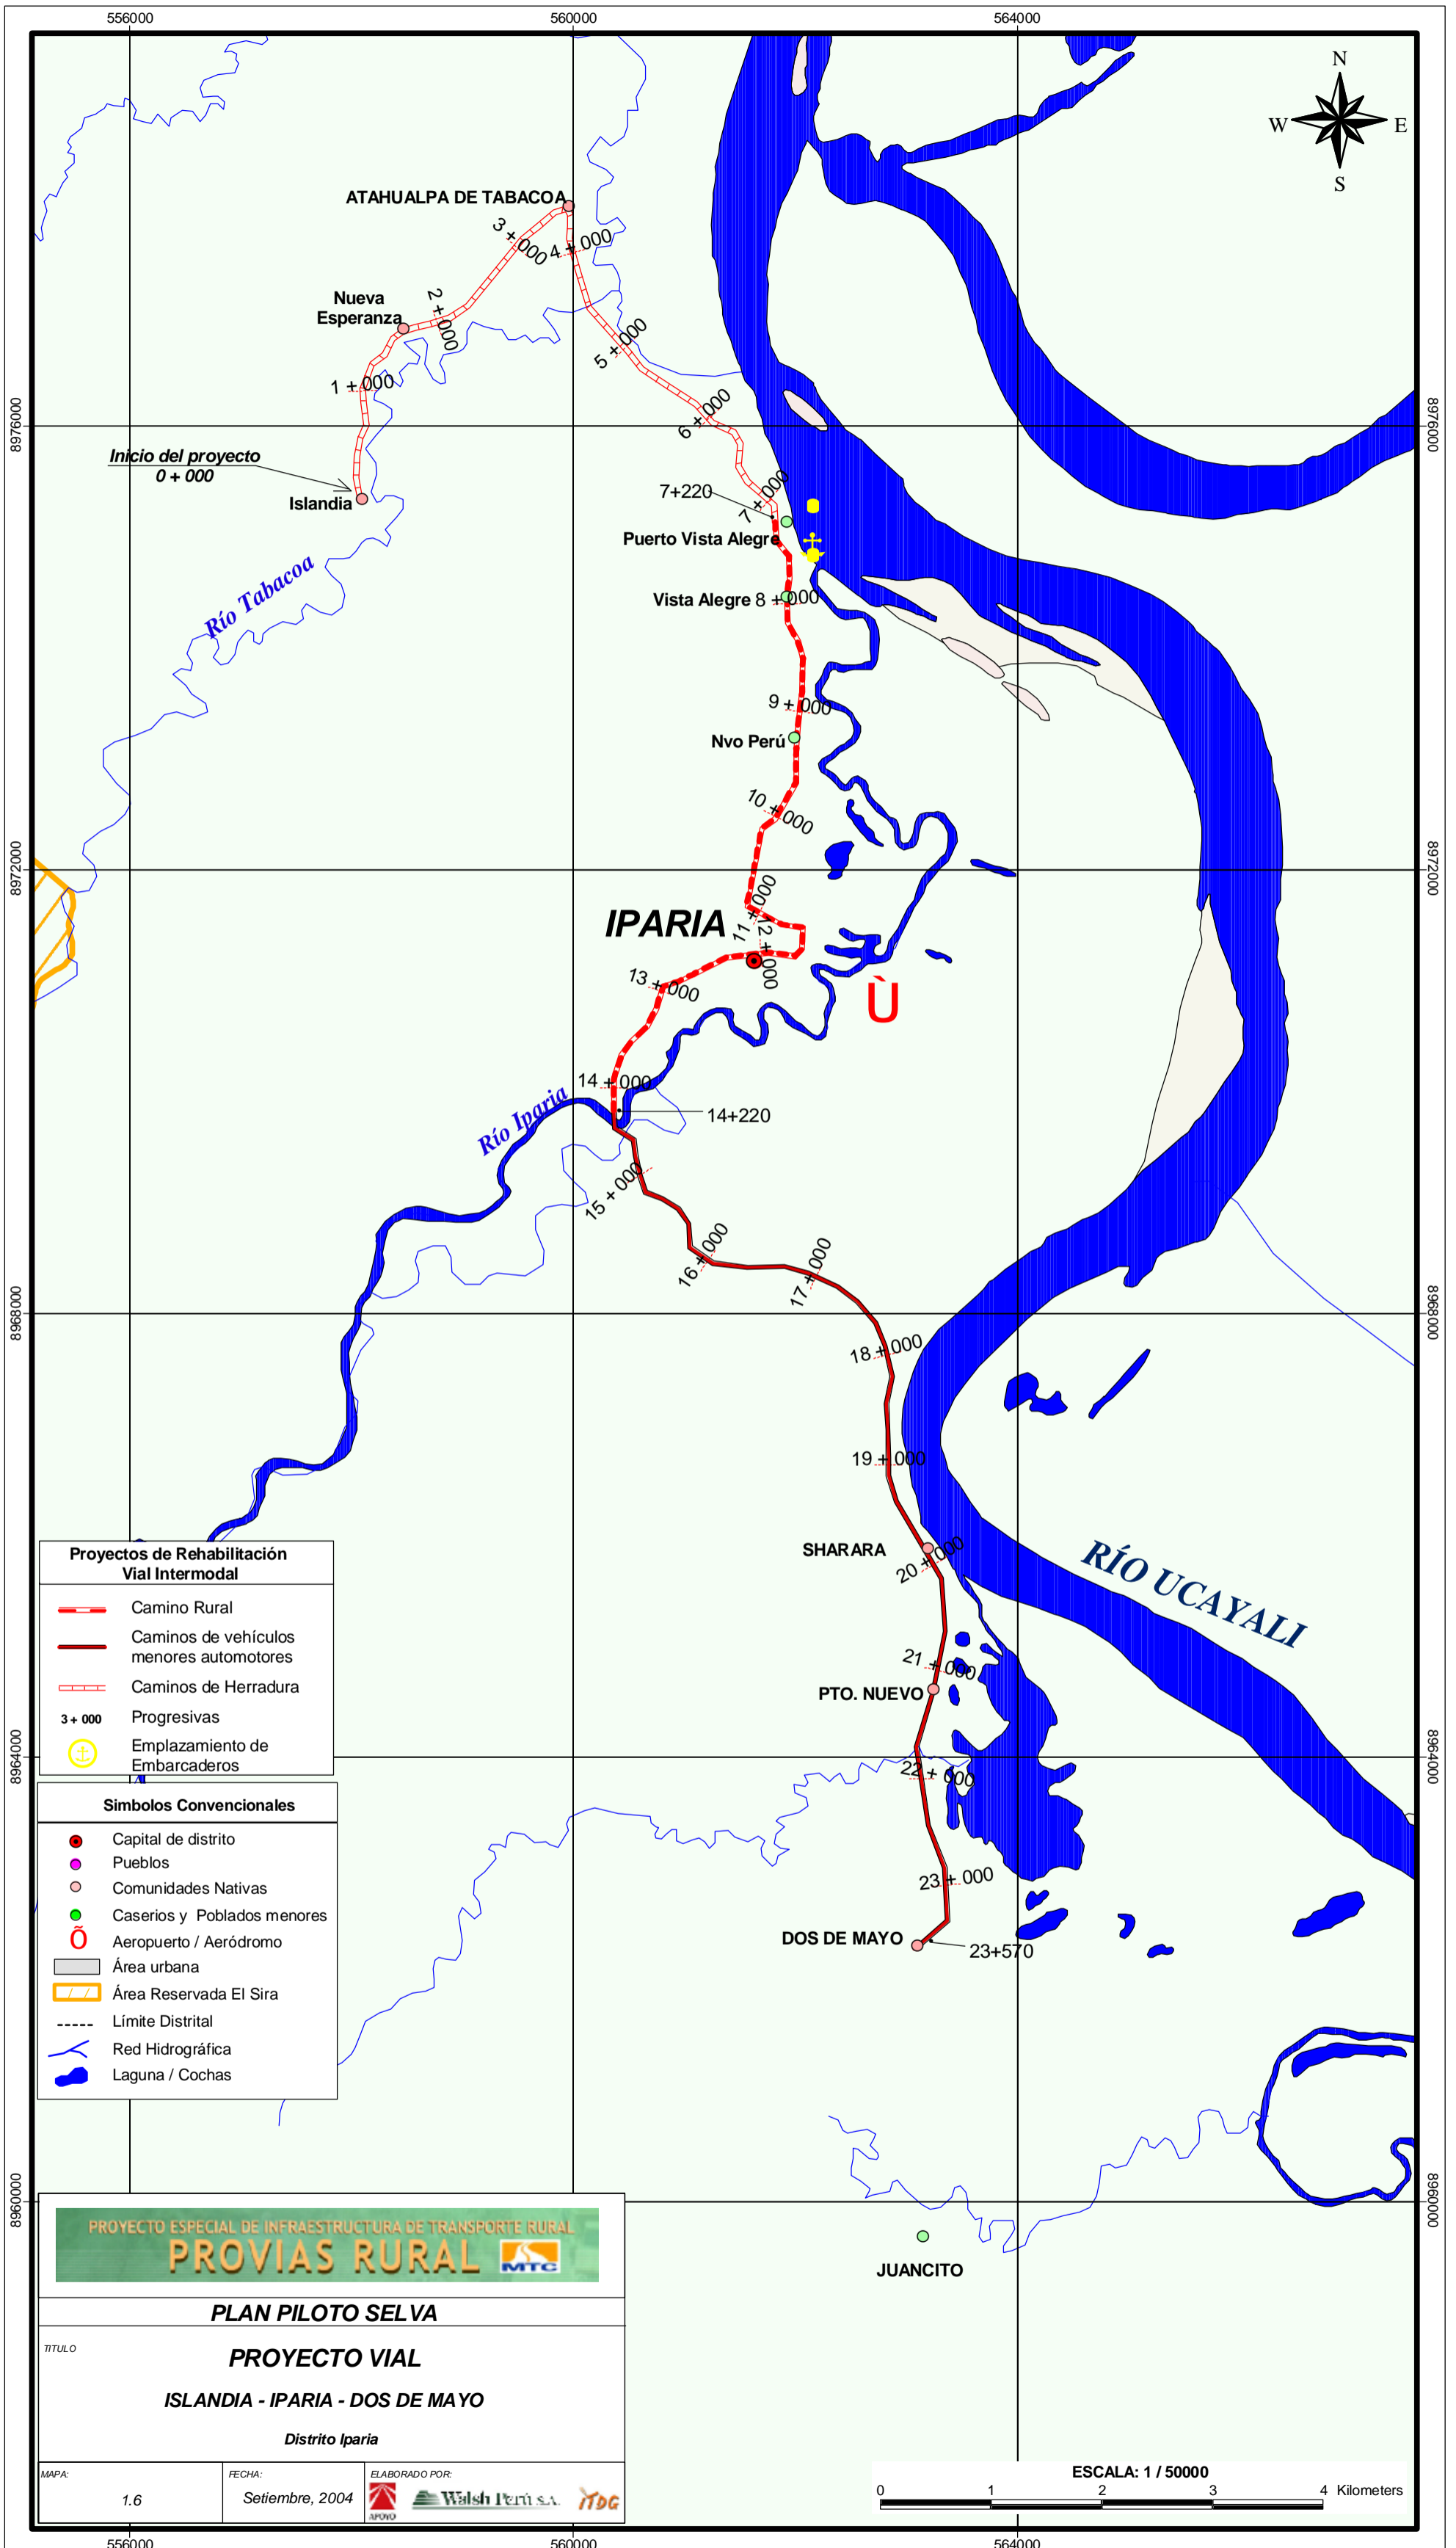 556000
560000
564000
N
W
E
S
ATAHUALPA DE TABACOA
3 + 000
4 + 000
Nueva
Esperanza
2 + 000
5 + 000
1 + 000
6 + 000
8976000
8976000
Inicio del proyecto
0 + 000
Islandia
7 + 000
7+220
Puerto Vista Alegre
Río Tabacoa
Vista Alegre
8 + 000
9 + 000
Nvo Perú
10 + 000
8972000
8972000
11 + 000
IPARIA
12 + 000
13 + 000
Ù
14 + 000
Río Iparia
14+220
15 + 000
16 + 000
17 + 000
8968000
8968000
18 + 000
19 + 000
SHARARA
20 + 000
RÍO UCAYALI
21 + 000
PTO. NUEVO
8964000
8964000
22 + 000
23 + 000
DOS DE MAYO
23+570
Proyectos de Rehabilitación
Vial Intermodal
Camino Rural
Caminos de vehículos
menores automotores
Caminos de Herradura
3 + 000
Progresivas
Emplazamiento de
Embarcaderos
Simbolos Convencionales
Capital de distrito
Pueblos
Comunidades Nativas
Caserios y Poblados menores
Õ
Aeropuerto / Aeródromo
Área urbana
Área Reservada El Sira
Límite Distrital
Red Hidrográfica
Laguna / Cochas
8960000
8960000
JUANCITO
PROYECTO ESPECIAL DE INFRAESTRUCTURA DE TRANSPORTE RURAL
PROVIAS RURAL
MTC
PLAN PILOTO SELVA
TITULO
PROYECTO VIAL
ISLANDIA - IPARIA - DOS DE MAYO
Distrito Iparia
MAPA:
1.6
FECHA:
Setiembre, 2004
ELABORADO POR:
APOYO
Walsh Perú S.A.
ITDG
ESCALA: 1 / 50000
0 1 2 3 4 Kilometers
556000
560000
564000